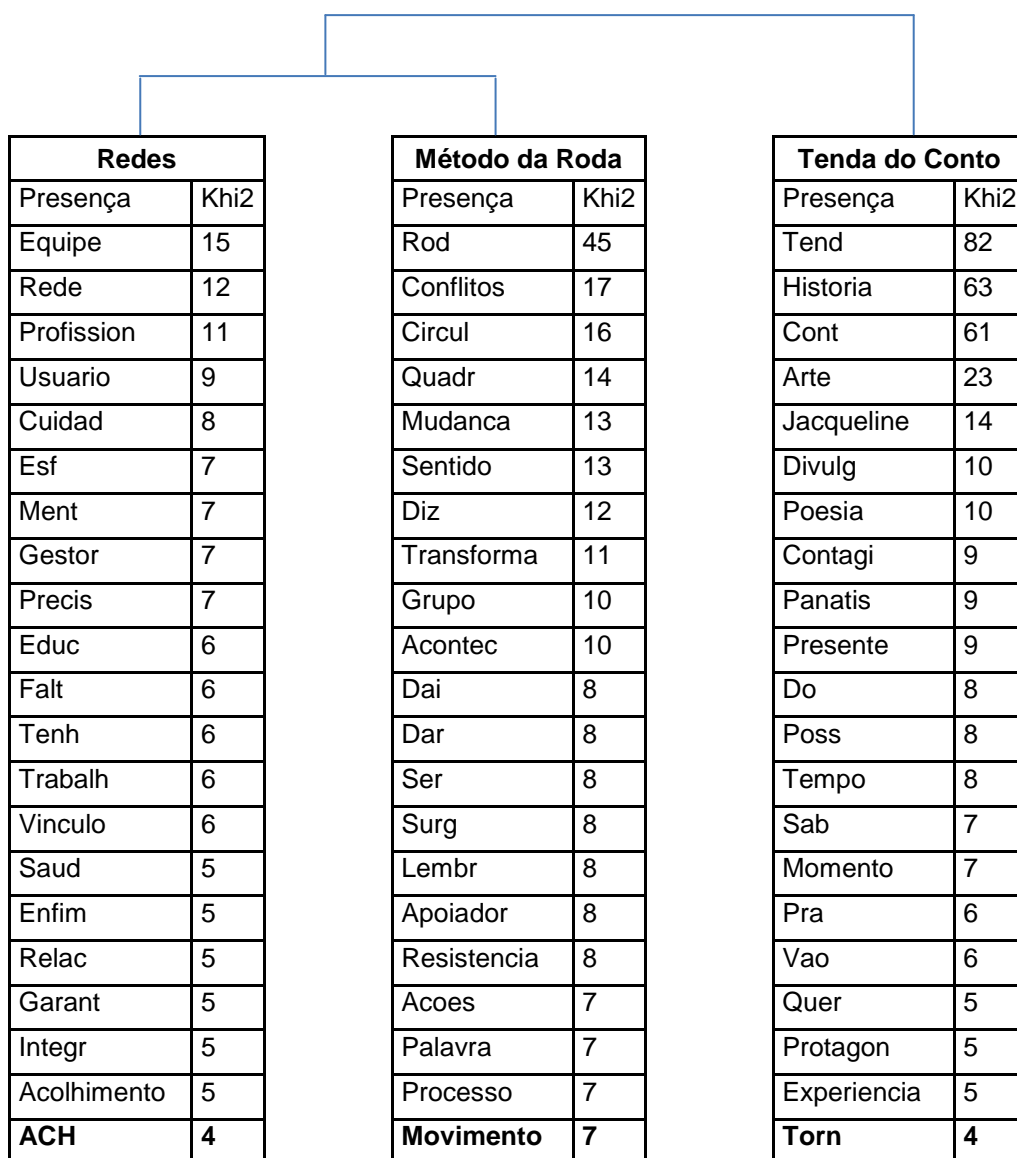 Redes Método da Roda Tenda do Conto
Presença Khi2 Presença Khi2 Presença Khi2
Equipe 15 Rod 45 Tend 82
Rede 12 Conflitos 17 Historia 63
Profission 11 Circul 16 Cont 61
Usuario 9 Quadr 14 Arte 23
Cuidad 8 Mudanca 13 Jacqueline 14
Esf 7 Sentido 13 Divulg 10
Ment 7 Diz 12 Poesia 10
Gestor 7 Transforma 11 Contagi 9
Precis 7 Grupo 10 Panatis 9
Educ 6 Acontec 10 Presente 9
Falt 6 Dai 8 Do 8
Tenh 6 Dar 8 Poss 8
Trabalh 6 Ser 8 Tempo 8
Vinculo 6 Surg 8 Sab 7
Saud 5 Lembr 8 Momento 7
Enfim 5 Apoiador 8 Pra 6
Relac 5 Resistencia 8 Vao 6
Garant 5 Acoes 7 Quer 5
Integr 5 Palavra 7 Protagon 5
Acolhimento 5 Processo 7 Experiencia 5
ACH 4 Movimento 7 Torn 4